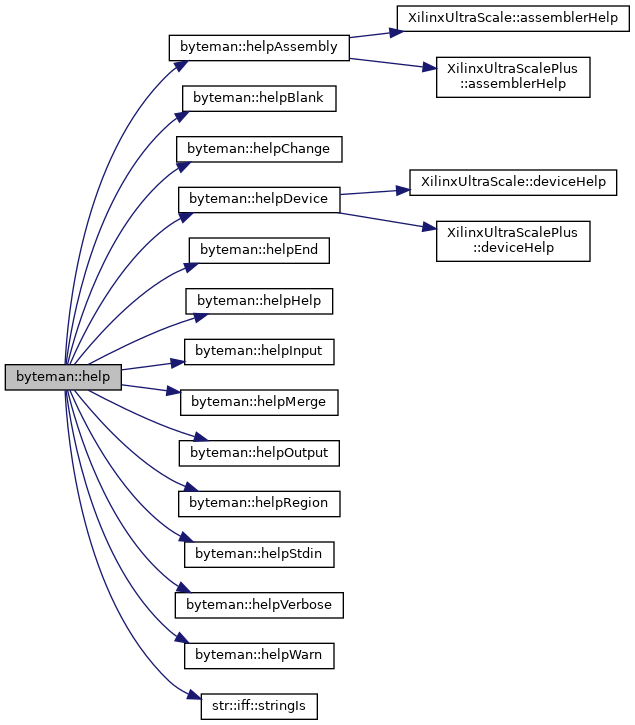 XilinxUltraScale::assemblerHelp
byteman::helpAssembly
XilinxUltraScalePlus
::assemblerHelp
byteman::helpBlank
byteman::helpChange
XilinxUltraScale::deviceHelp
byteman::helpDevice
XilinxUltraScalePlus
::deviceHelp
byteman::helpEnd
byteman::helpHelp
byteman::helpInput
byteman::help
byteman::helpMerge
byteman::helpOutput
byteman::helpRegion
byteman::helpStdin
byteman::helpVerbose
byteman::helpWarn
str::iff::stringIs